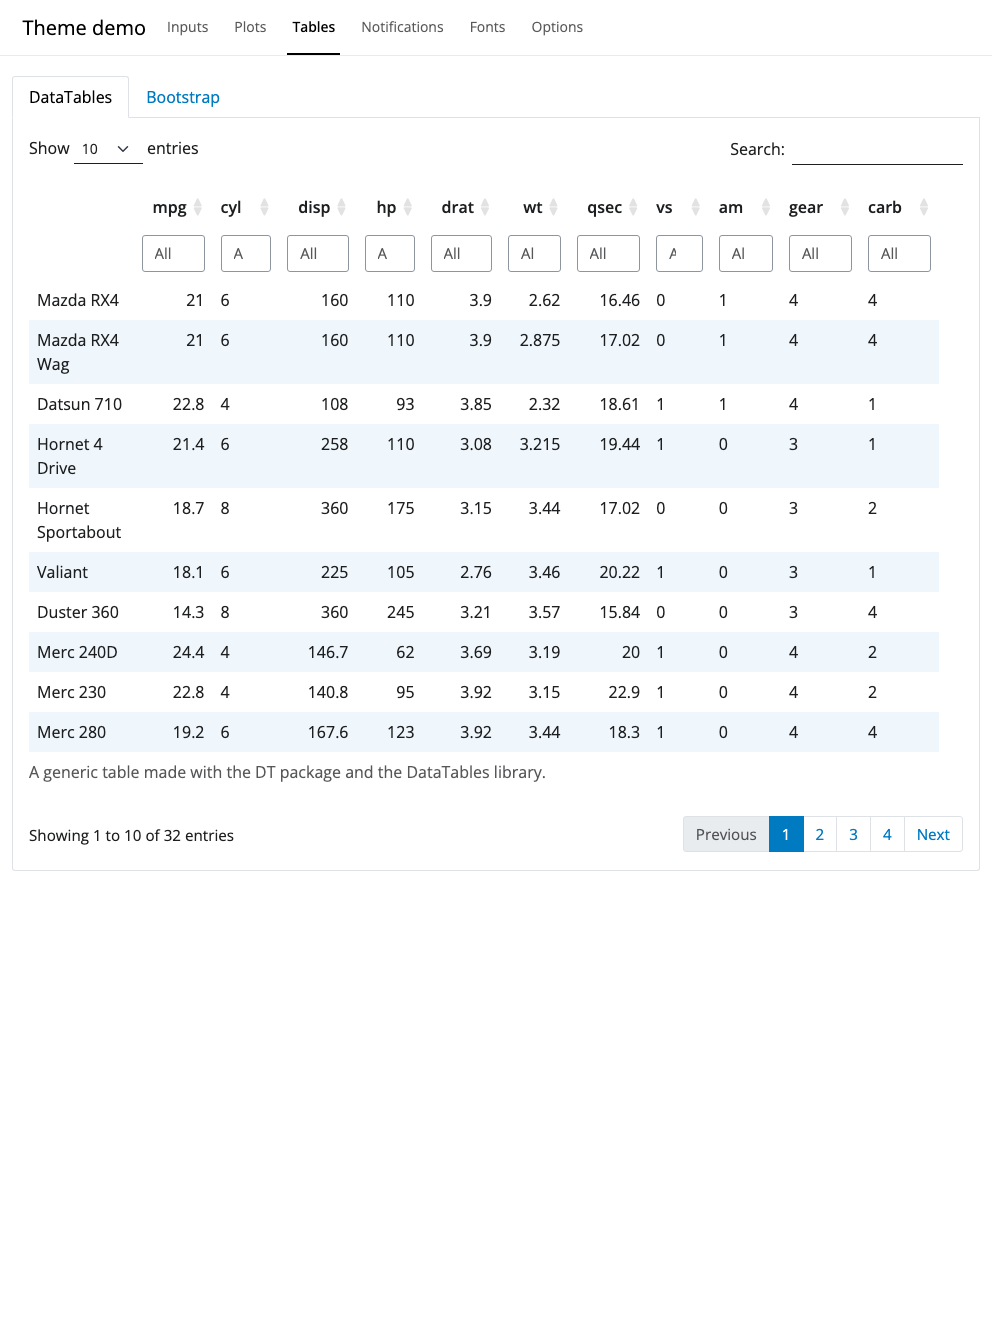 Theme demo Inputs Plots Tables Notifications Fonts Options
DataTables Bootstrap
Show 10 entries Search:
mpg cyl disp hp drat wt qsec vs am gear carb
All A All A All Al All A Al All All
Mazda RX4 21 6 160 110 3.9 2.62 16.46 0 1 4 4
Mazda RX4 21 6 160 110 3.9 2.875 17.02 0 1 4 4
Wag
Datsun 710 22.8 4 108 93 3.85 2.32 18.61 1 1 4 1
Hornet 4 21.4 6 258 110 3.08 3.215 19.44 1 0 3 1
Drive
Hornet 18.7 8 360 175 3.15 3.44 17.02 0 0 3 2
Sportabout
Valiant 18.1 6 225 105 2.76 3.46 20.22 1 0 3 1
Duster 360 14.3 8 360 245 3.21 3.57 15.84 0 0 3 4
Merc 240D 24.4 4 146.7 62 3.69 3.19 20 1 0 4 2
Merc 230 22.8 4 140.8 95 3.92 3.15 22.9 1 0 4 2
Merc 280 19.2 6 167.6 123 3.92 3.44 18.3 1 0 4 4
A generic table made with the DT package and the DataTables library.
Showing 1 to 10 of 32 entries Previous 1 2 3 4 Next